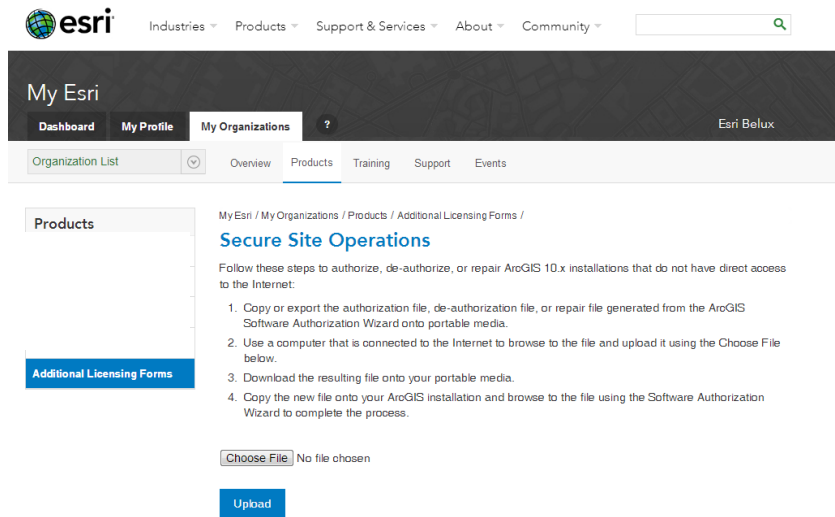 esri
Industries Products Support & Services About Community
My Esri
Dashboard My Profile My Organizations ? Esri Belux
Organization List Overview Products Training Support Events
Products
Additional Licensing Forms
My Esri / My Organizations / Products / Additional Licensing Forms /
Secure Site Operations
Follow these steps to authorize, de-authorize, or repair ArcGIS 10.x installations that do not have direct access
to the Internet:
1. Copy or export the authorization file, de-authorization file, or repair file generated from the ArcGIS
Software Authorization Wizard onto portable media.
2. Use a computer that is connected to the Internet to browse to the file and upload it using the Choose File
below.
3. Download the resulting file onto your portable media.
4. Copy the new file onto your ArcGIS installation and browse to the file using the Software Authorization
Wizard to complete the process.
Choose File No file chosen
Upload